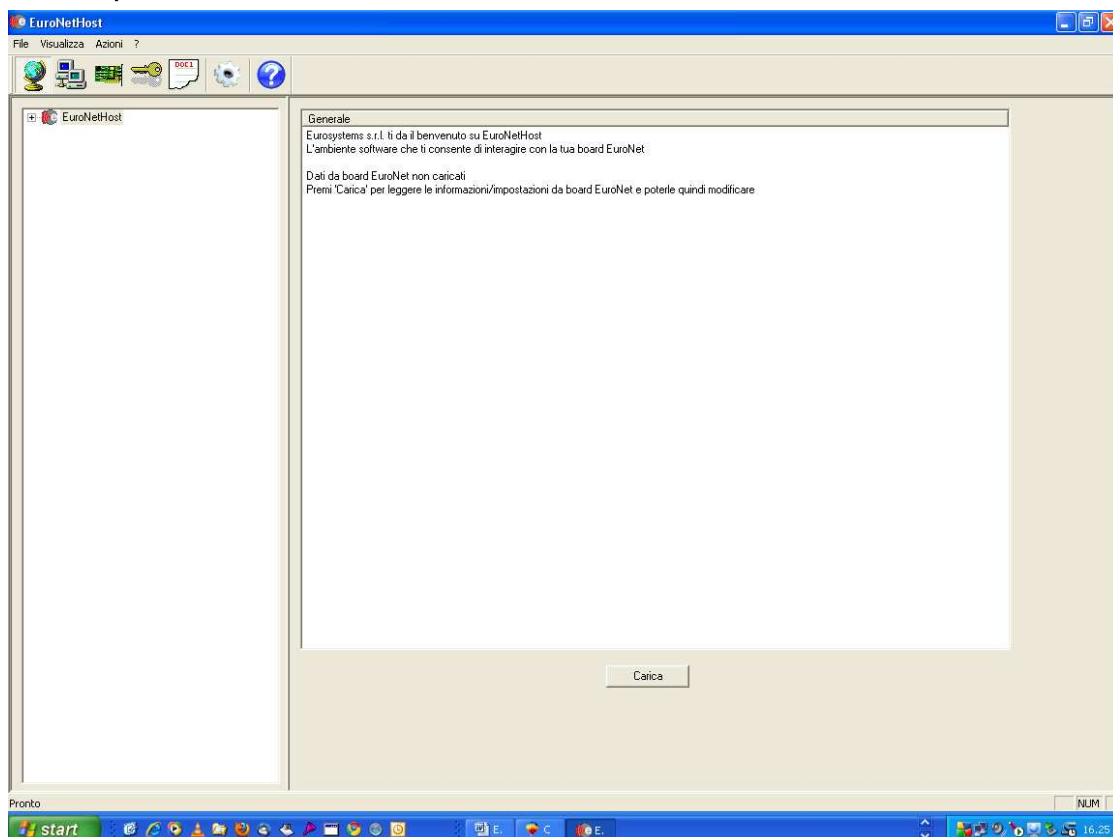 EuroNetHost
File Visualizza Azioni ?
DOC1
EuroNetHost
Generale
Eurosystems s.r.l. ti da il benvenuto su EuroNetHost
L'ambiente software che ti consente di interagire con la tua board EuroNet
Dati da board EuroNet non caricati
Premi 'Carica' per leggere le informazioni/impostazioni da board EuroNet e poterle quindi modificare
Carica
Pronto
NUM
start
E.
C
E.
16.25